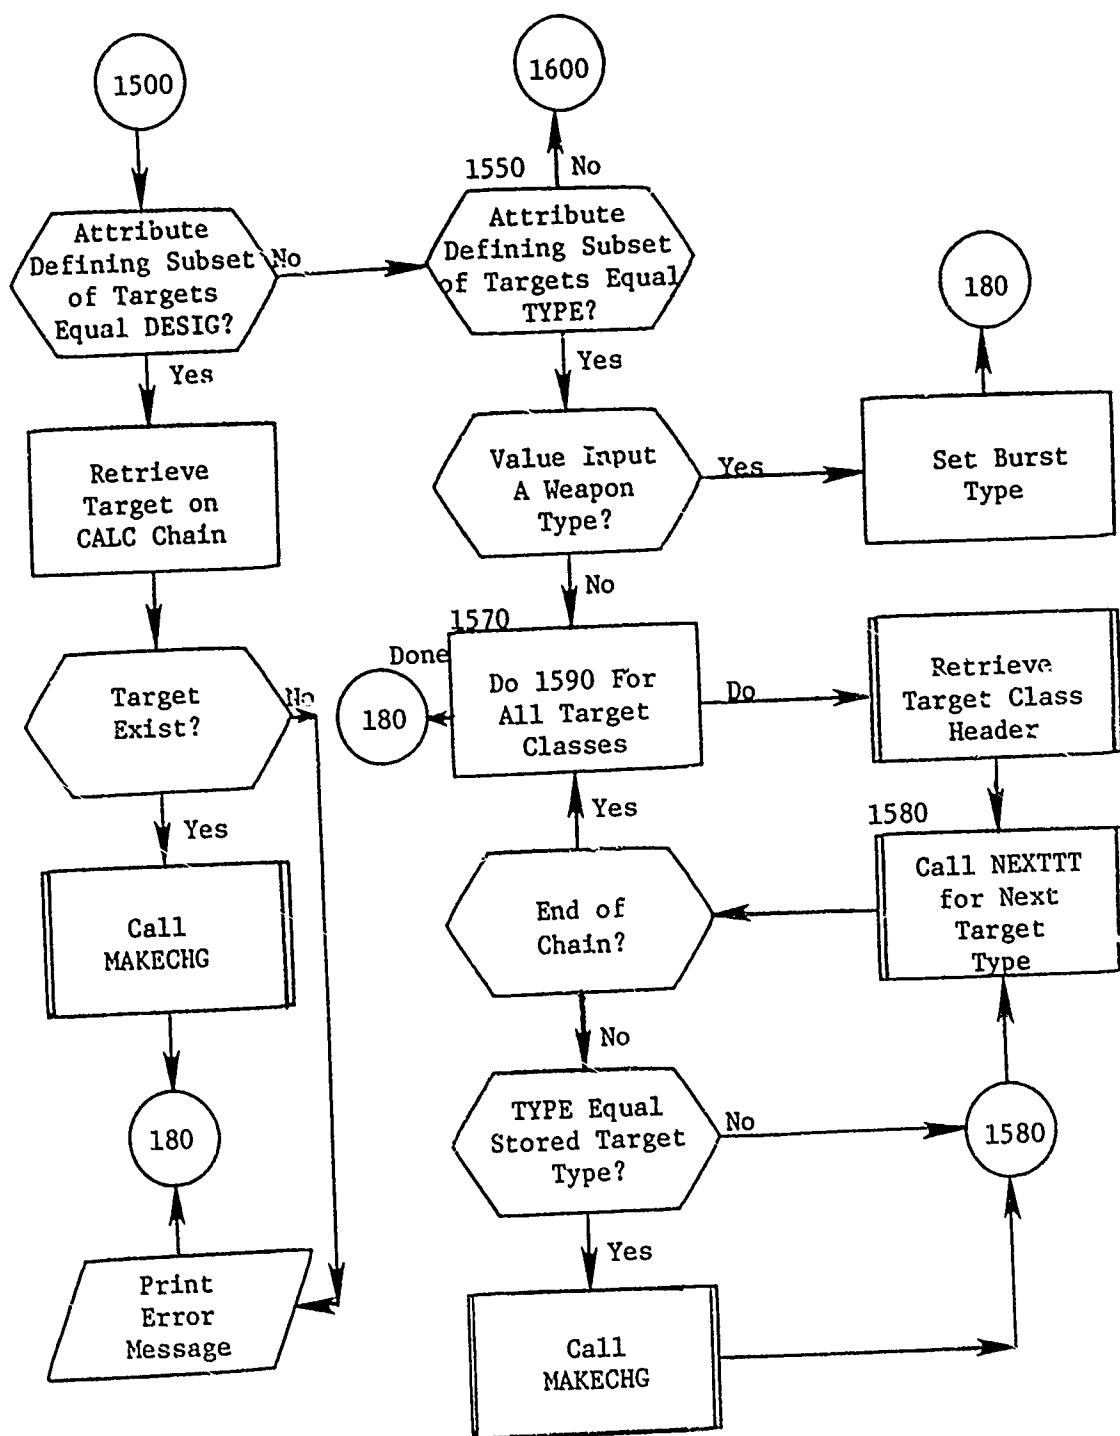 1500
Attribute
Defining Subset
of Targets
Equal DESIG?
No
Yes
Retrieve
Target on
CALC Chain
Target
Exist?
No
Yes
Call
MAKECHG
180
Print
Error
Message
1600
1550
No
Attribute
Defining Subset
of Targets Equal
TYPE?
Yes
Value Input
A Weapon
Type?
Yes
No
180
Set Burst
Type
1570
Done
180
Do 1590 For
All Target
Classes
Do
Retrieve
Target Class
Header
1580
Call NEXTTT
for Next
Target
Type
Yes
End of
Chain?
No
TYPE Equal
Stored Target
Type?
No
1580
Yes
Call
MAKECHG